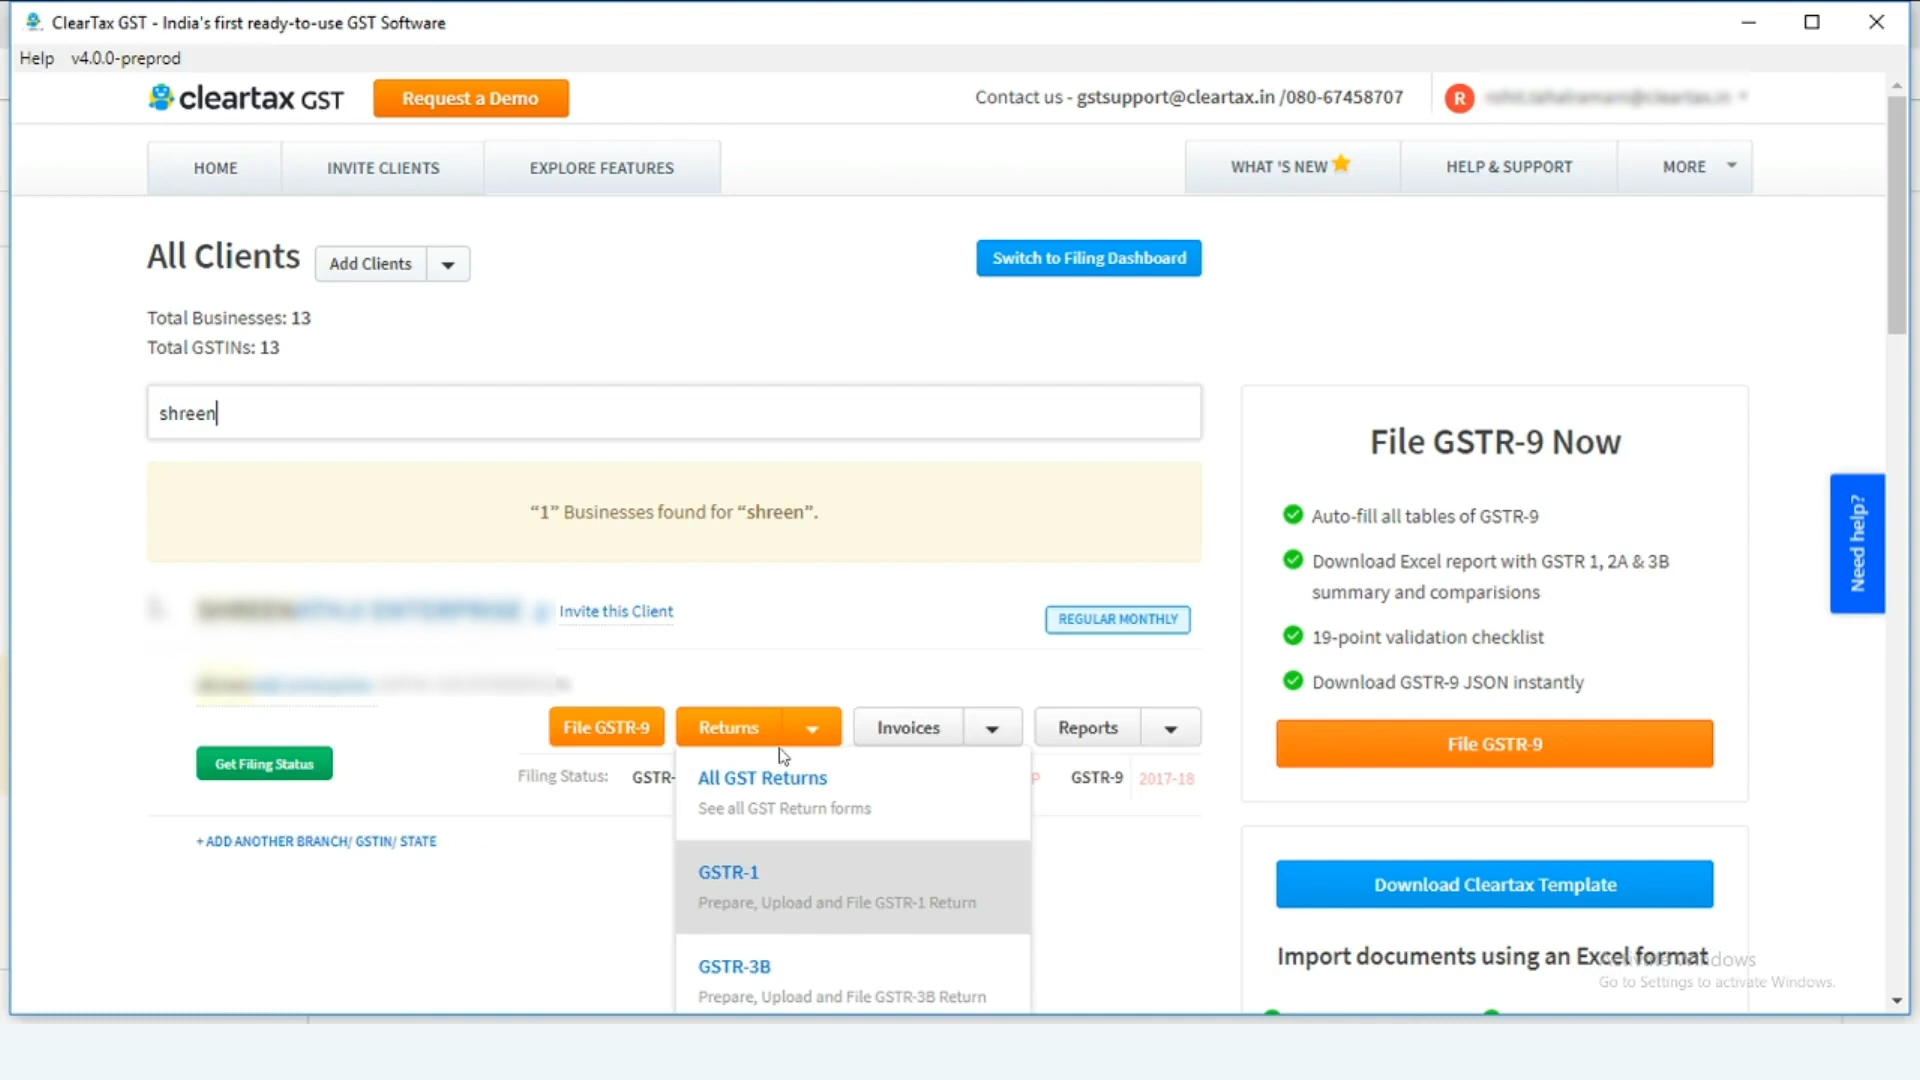 ClearTax GST - India's first ready-to-use GST Software
Help v4.0.0-preprod
cleartax GST
Request a Demo
Contact us - gstsupport@cleartax.in /080-67458707
R
HOME
INVITE CLIENTS
EXPLORE FEATURES
WHAT 'S NEW
HELP & SUPPORT
MORE
All Clients
Add Clients
Switch to Filing Dashboard
Total Businesses: 13
Total GSTINs: 13
shreen
“1” Businesses found for “shreen”.
Invite this Client
REGULAR MONTHLY
File GSTR-9
Returns
Invoices
Reports
Get Filing Status
Filing Status: GSTR-
P GSTR-9 2017-18
All GST Returns
See all GST Return forms
+ ADD ANOTHER BRANCH/ GSTIN/ STATE
GSTR-1
Prepare, Upload and File GSTR-1 Return
GSTR-3B
Prepare, Upload and File GSTR-3B Return
File GSTR-9 Now
Auto-fill all tables of GSTR-9
Download Excel report with GSTR 1, 2A & 3B
summary and comparisions
19-point validation checklist
Download GSTR-9 JSON instantly
File GSTR-9
Need help?
Download Cleartax Template
Import documents using an Excel format
Activate Windows
Go to Settings to activate Windows.